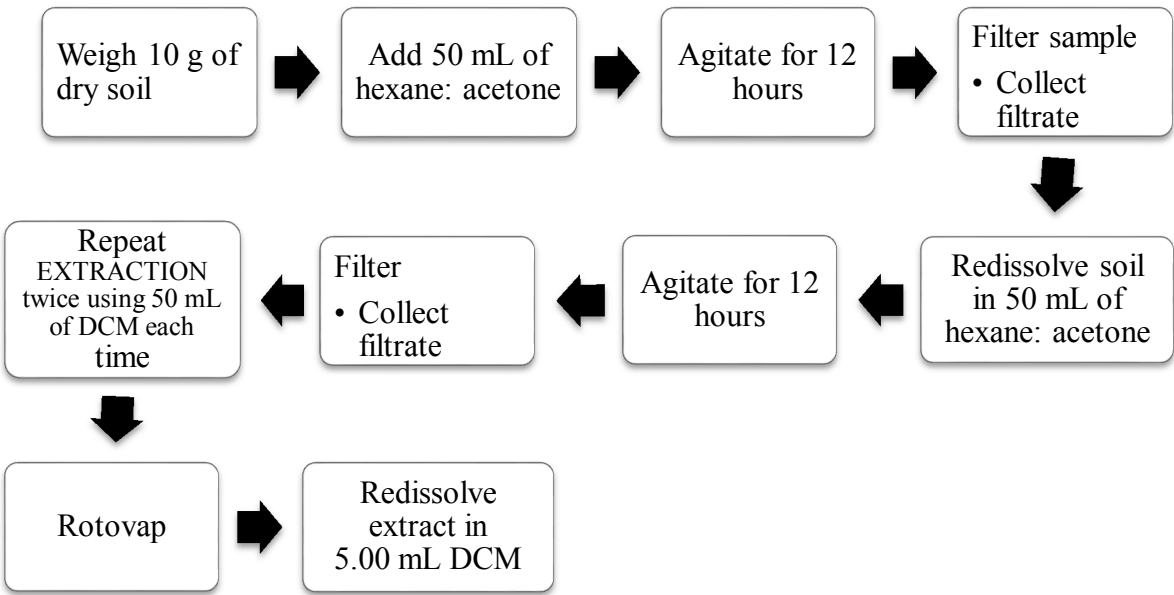 Weigh 10 g of
dry soil
Add 50 mL of
hexane: acetone
Agitate for 12
hours
Filter sample
• Collect
filtrate
Redissolve soil
in 50 mL of
hexane: acetone
Agitate for 12
hours
Filter
• Collect
filtrate
Repeat
EXTRACTION
twice using 50 mL
of DCM each
time
Rotovap
Redissolve
extract in
5.00 mL DCM